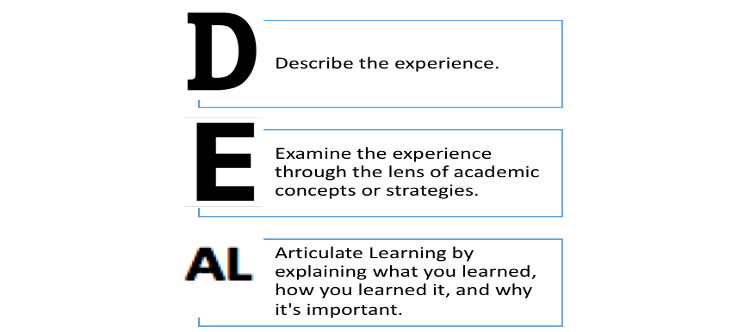 D
Describe the experience.
E
Examine the experience
through the lens of academic
concepts or strategies.
AL
Articulate Learning by
explaining what you learned,
how you learned it, and why
it's important.